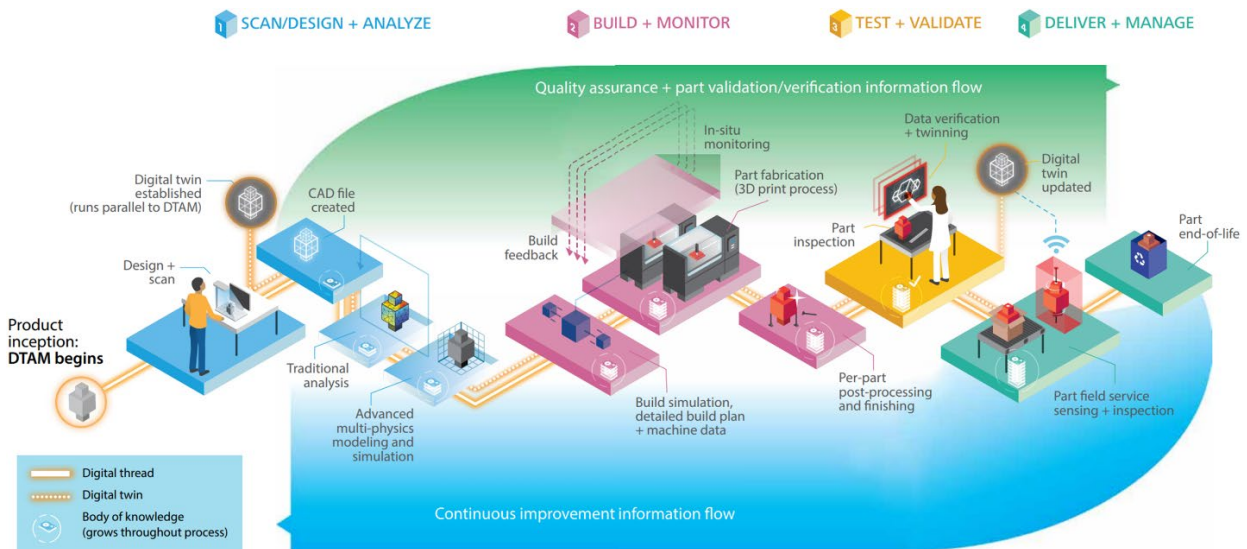 1 SCAN/DESIGN + ANALYZE
2 BUILD + MONITOR
3 TEST + VALIDATE
4 DELIVER + MANAGE
Quality assurance + part validation/verification information flow
Product
inception:
DTAM begins
Design +
scan
Digital twin
established
(runs parallel to DTAM)
CAD file
created
Traditional
analysis
Advanced
multi-physics
modeling and
simulation
Build
feedback
In-situ
monitoring
Build simulation,
detailed build plan
+ machine data
Part fabrication
(3D print process)
Per-part
post-processing
and finishing
Part
inspection
Data verification
+ twinning
Digital
twin
updated
Part field service
sensing + inspection
Part
end-of-life
Continuous improvement information flow
Digital thread
Digital twin
Body of knowledge
(grows throughout process)